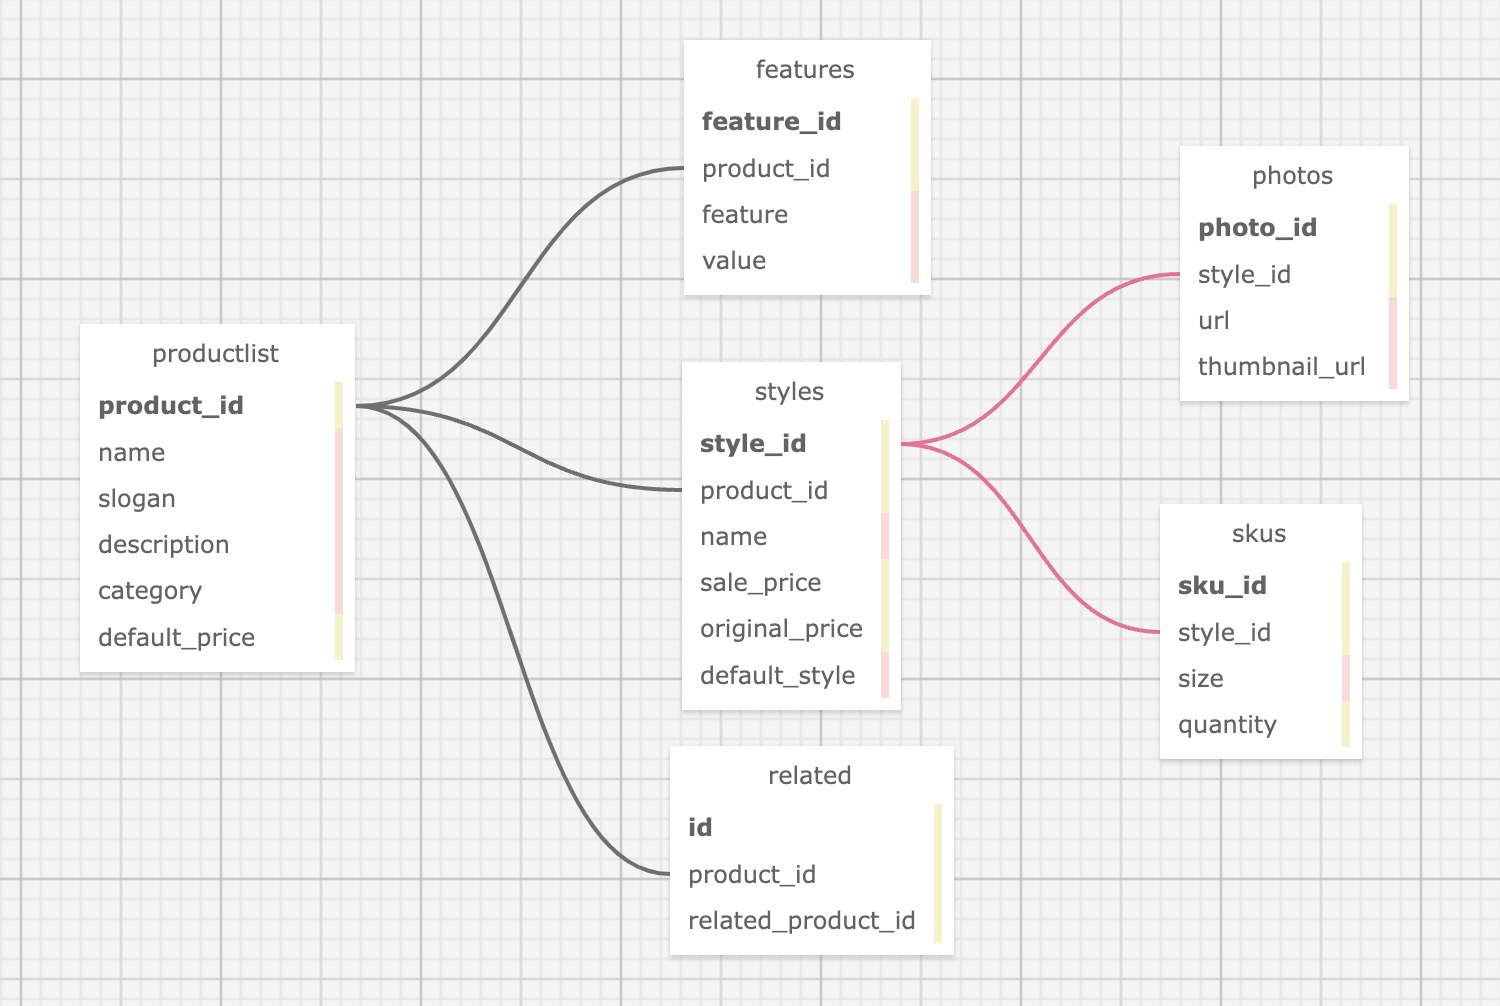 productlist
product_id
name
slogan
description
category
default_price
features
feature_id
product_id
feature
value
styles
style_id
product_id
name
sale_price
original_price
default_style
related
id
product_id
related_product_id
photos
photo_id
style_id
url
thumbnail_url
skus
sku_id
style_id
size
quantity